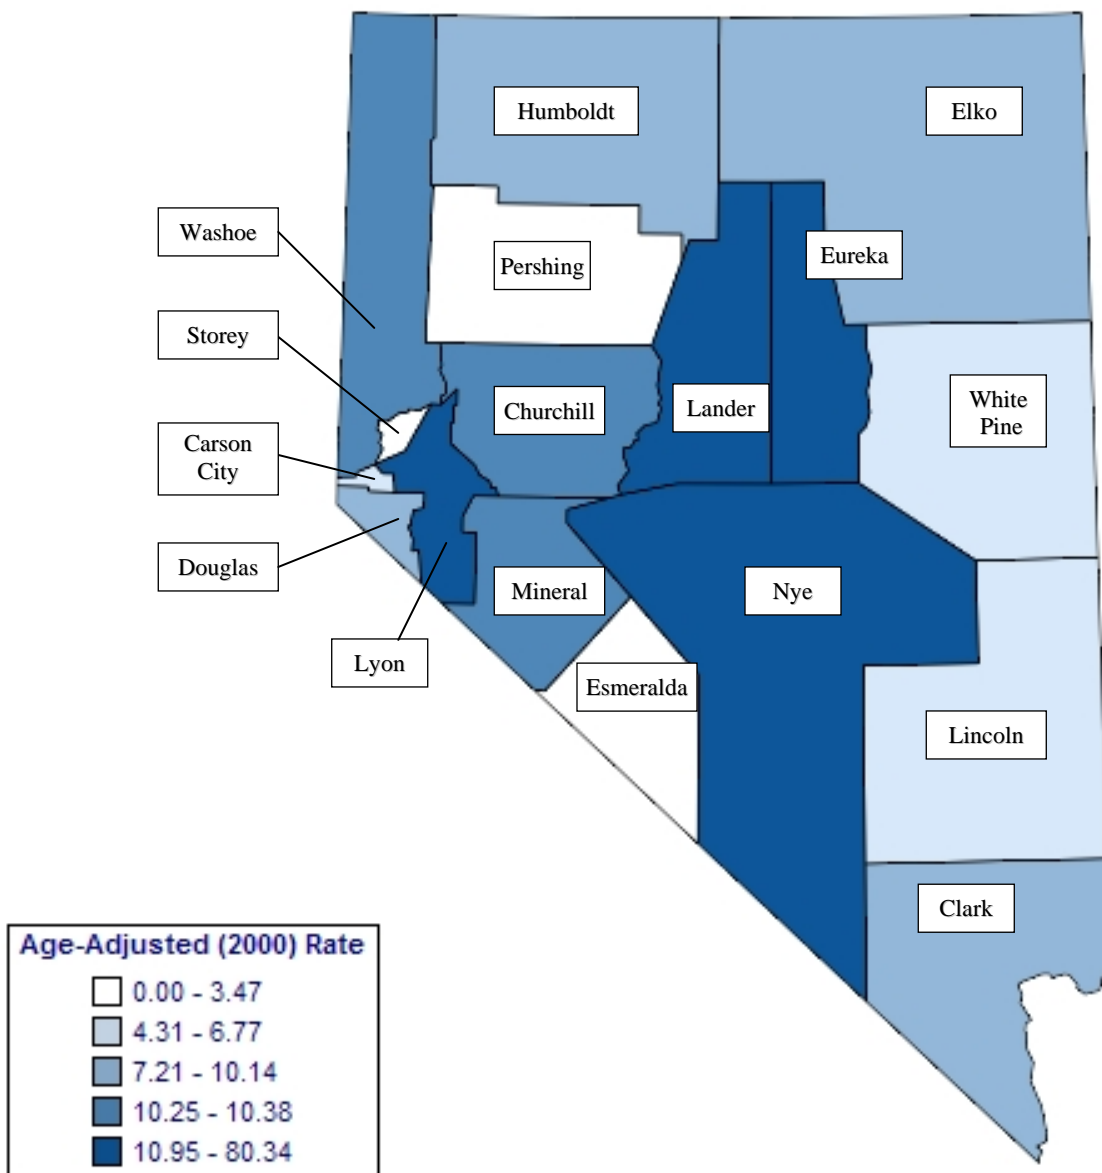 Humboldt
Elko
Washoe
Eureka
Pershing
Storey
Churchill
Lander
White
Pine
Carson
City
Douglas
Mineral
Nye
Lyon
Esmeralda
Lincoln
Clark
Age-Adjusted (2000) Rate
0.00 - 3.47
4.31 - 6.77
7.21 - 10.14
10.25 - 10.38
10.95 - 80.34